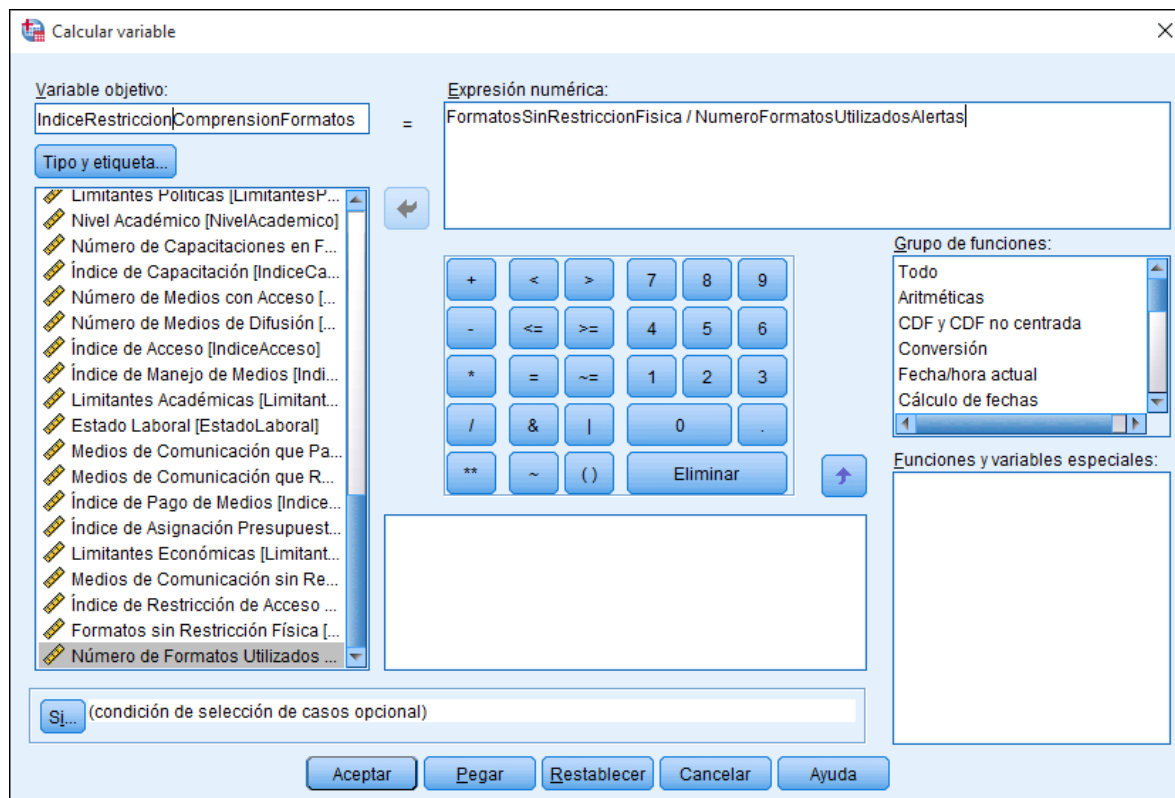 Calcular variable
Variable objetivo:
IndiceRestriccionComprensionFormatos
=
Expresión numérica:
FormatosSinRestriccionFisica / NumeroFormatosUtilizadosAlertas
Tipo y etiqueta...
Limitantes Políticas [LimitantesP...
Nivel Académico [NivelAcademico]
Número de Capacitaciones en F...
Índice de Capacitación [IndiceCa...
Número de Medios con Acceso [...
Número de Medios de Difusión [...
Índice de Acceso [IndiceAcceso]
Índice de Manejo de Medios [Indi...
Limitantes Académicas [Limitant...
Estado Laboral [EstadoLaboral]
Medios de Comunicación que Pa...
Medios de Comunicación que R...
Índice de Pago de Medios [Indice...
Índice de Asignación Presupuest...
Limitantes Económicas [Limitant...
Medios de Comunicación sin Re...
Índice de Restricción de Acceso ...
Formatos sin Restricción Física [...
Número de Formatos Utilizados ...
+ < > 7 8 9
- <= >= 4 5 6
* = ~= 1 2 3
/ & | 0 .
** ~ ( ) Eliminar
Grupo de funciones:
Todo
Aritméticas
CDF y CDF no centrada
Conversión
Fecha/hora actual
Cálculo de fechas
Funciones y variables especiales:
Si... (condición de selección de casos opcional)
Aceptar Pegar Restablecer Cancelar Ayuda